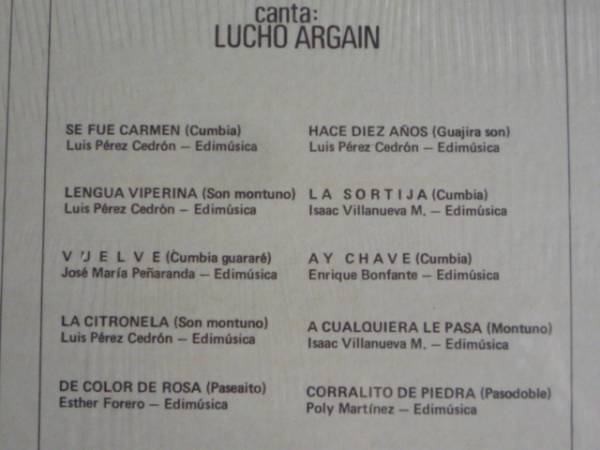 canta:
LUCHO ARGAIN
SE FUE CARMEN (Cumbia)
Luis Pérez Cedrón — Edimúsica
LENGUA VIPERINA (Son montuno)
Luis Pérez Cedrón — Edimúsica
V U E L V E (Cumbia guararé)
José María Peñaranda — Edimúsica
LA CITRONELA (Son montuno)
Luis Pérez Cedrón — Edimúsica
DE COLOR DE ROSA (Paseaito)
Esther Forero — Edimúsica
HACE DIEZ AÑOS (Guajira son)
Luis Pérez Cedrón — Edimúsica
L A S O R T I J A (Cumbia)
Isaac Villanueva M. — Edimúsica
A Y C H A V E (Cumbia)
Enrique Bonfante — Edimúsica
A CUALQUIERA LE PASA (Montuno)
Isaac Villanueva M. — Edimúsica
CORRALITO DE PIEDRA (Pasodoble)
Poly Martínez — Edimúsica